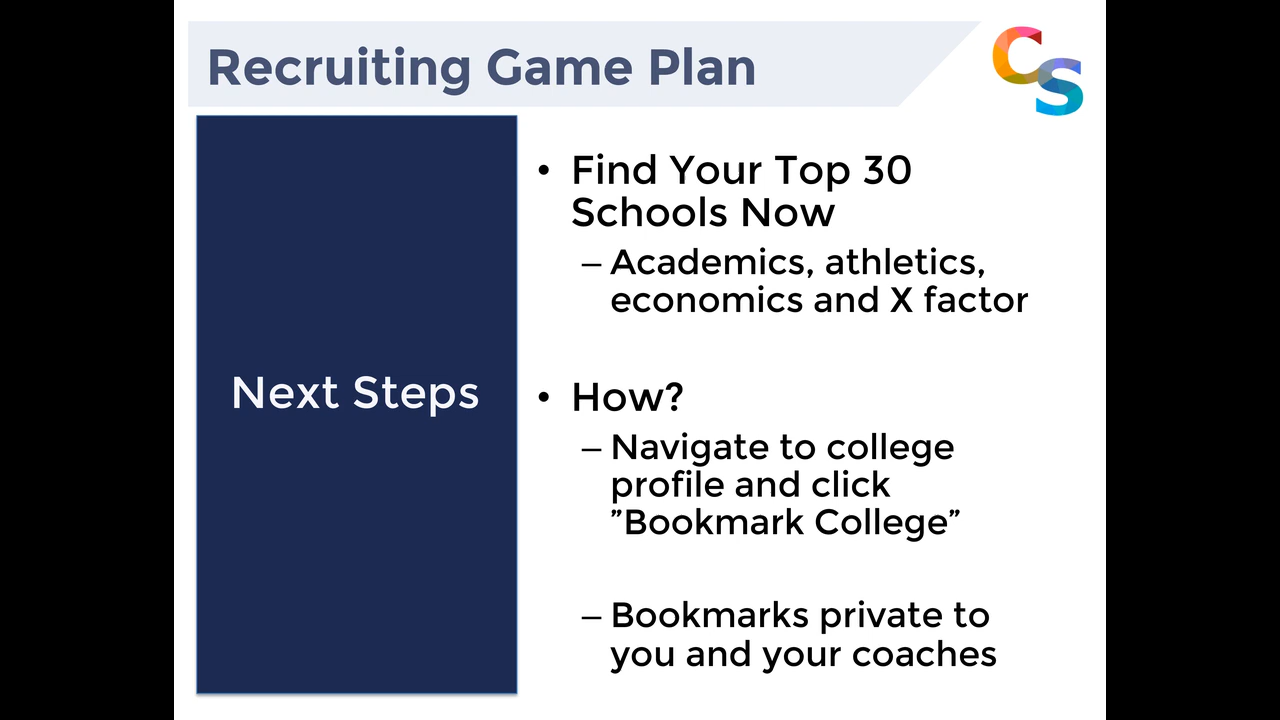 Recruiting Game Plan
CS
Next Steps
• Find Your Top 30
Schools Now
– Academics, athletics,
economics and X factor
• How?
– Navigate to college
profile and click
”Bookmark College”
– Bookmarks private to
you and your coaches